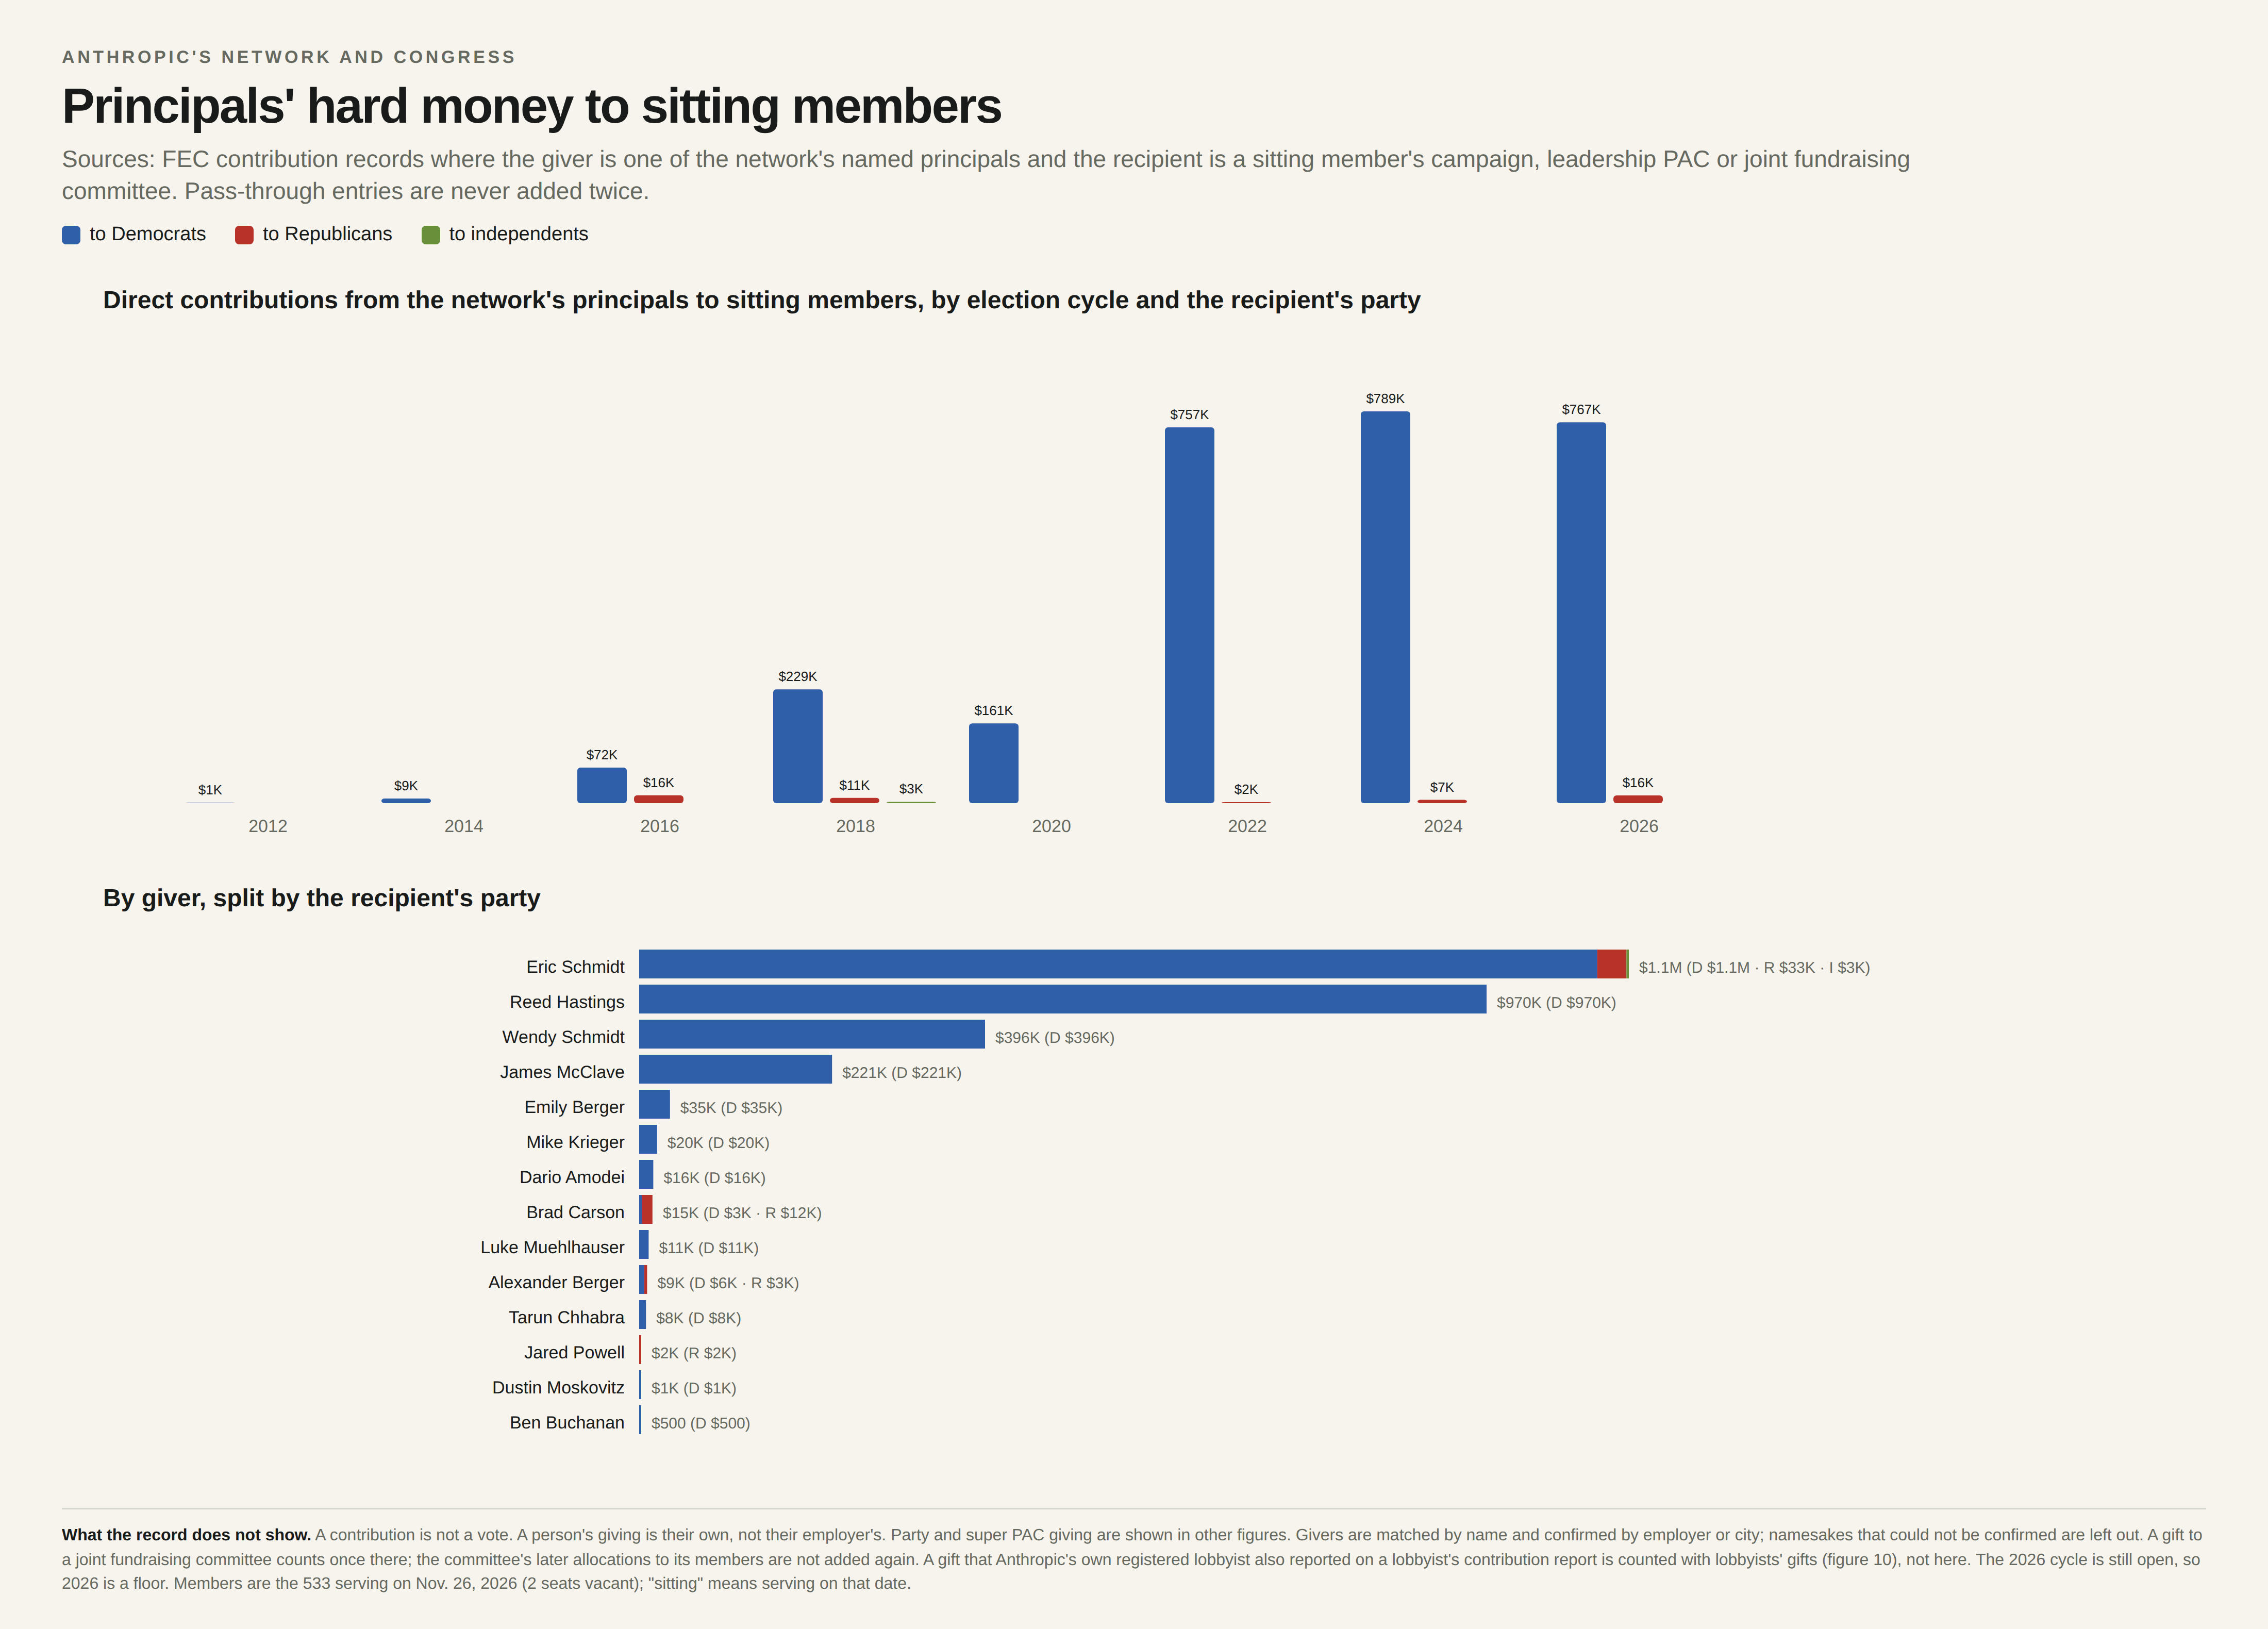 ANTHROPIC'S NETWORK AND CONGRESS
Principals' hard money to sitting members
Sources: FEC contribution records where the giver is one of the network's named principals and the recipient is a sitting member's campaign, leadership PAC or joint fundraising
committee. Pass-through entries are never added twice.
to Democrats to Republicans to independents
Direct contributions from the network's principals to sitting members, by election cycle and the recipient's party
$1K $9K $72K $16K $229K $11K $3K $161K $757K $2K $789K $7K $767K $16K
2012 2014 2016 2018 2020 2022 2024 2026
By giver, split by the recipient's party
Eric Schmidt $1.1M (D $1.1M · R $33K · I $3K)
Reed Hastings $970K (D $970K)
Wendy Schmidt $396K (D $396K)
James McClave $221K (D $221K)
Emily Berger $35K (D $35K)
Mike Krieger $20K (D $20K)
Dario Amodei $16K (D $16K)
Brad Carson $15K (D $3K · R $12K)
Luke Muehlhauser $11K (D $11K)
Alexander Berger $9K (D $6K · R $3K)
Tarun Chhabra $8K (D $8K)
Jared Powell $2K (R $2K)
Dustin Moskovitz $1K (D $1K)
Ben Buchanan $500 (D $500)
What the record does not show. A contribution is not a vote. A person's giving is their own, not their employer's. Party and super PAC giving are shown in other figures. Givers are matched by name and confirmed by employer or city; namesakes that could not be confirmed are left out. A gift to
a joint fundraising committee counts once there; the committee's later allocations to its members are not added again. A gift that Anthropic's own registered lobbyist also reported on a lobbyist's contribution report is counted with lobbyists' gifts (figure 10), not here. The 2026 cycle is still open, so
2026 is a floor. Members are the 533 serving on Nov. 26, 2026 (2 seats vacant); "sitting" means serving on that date.